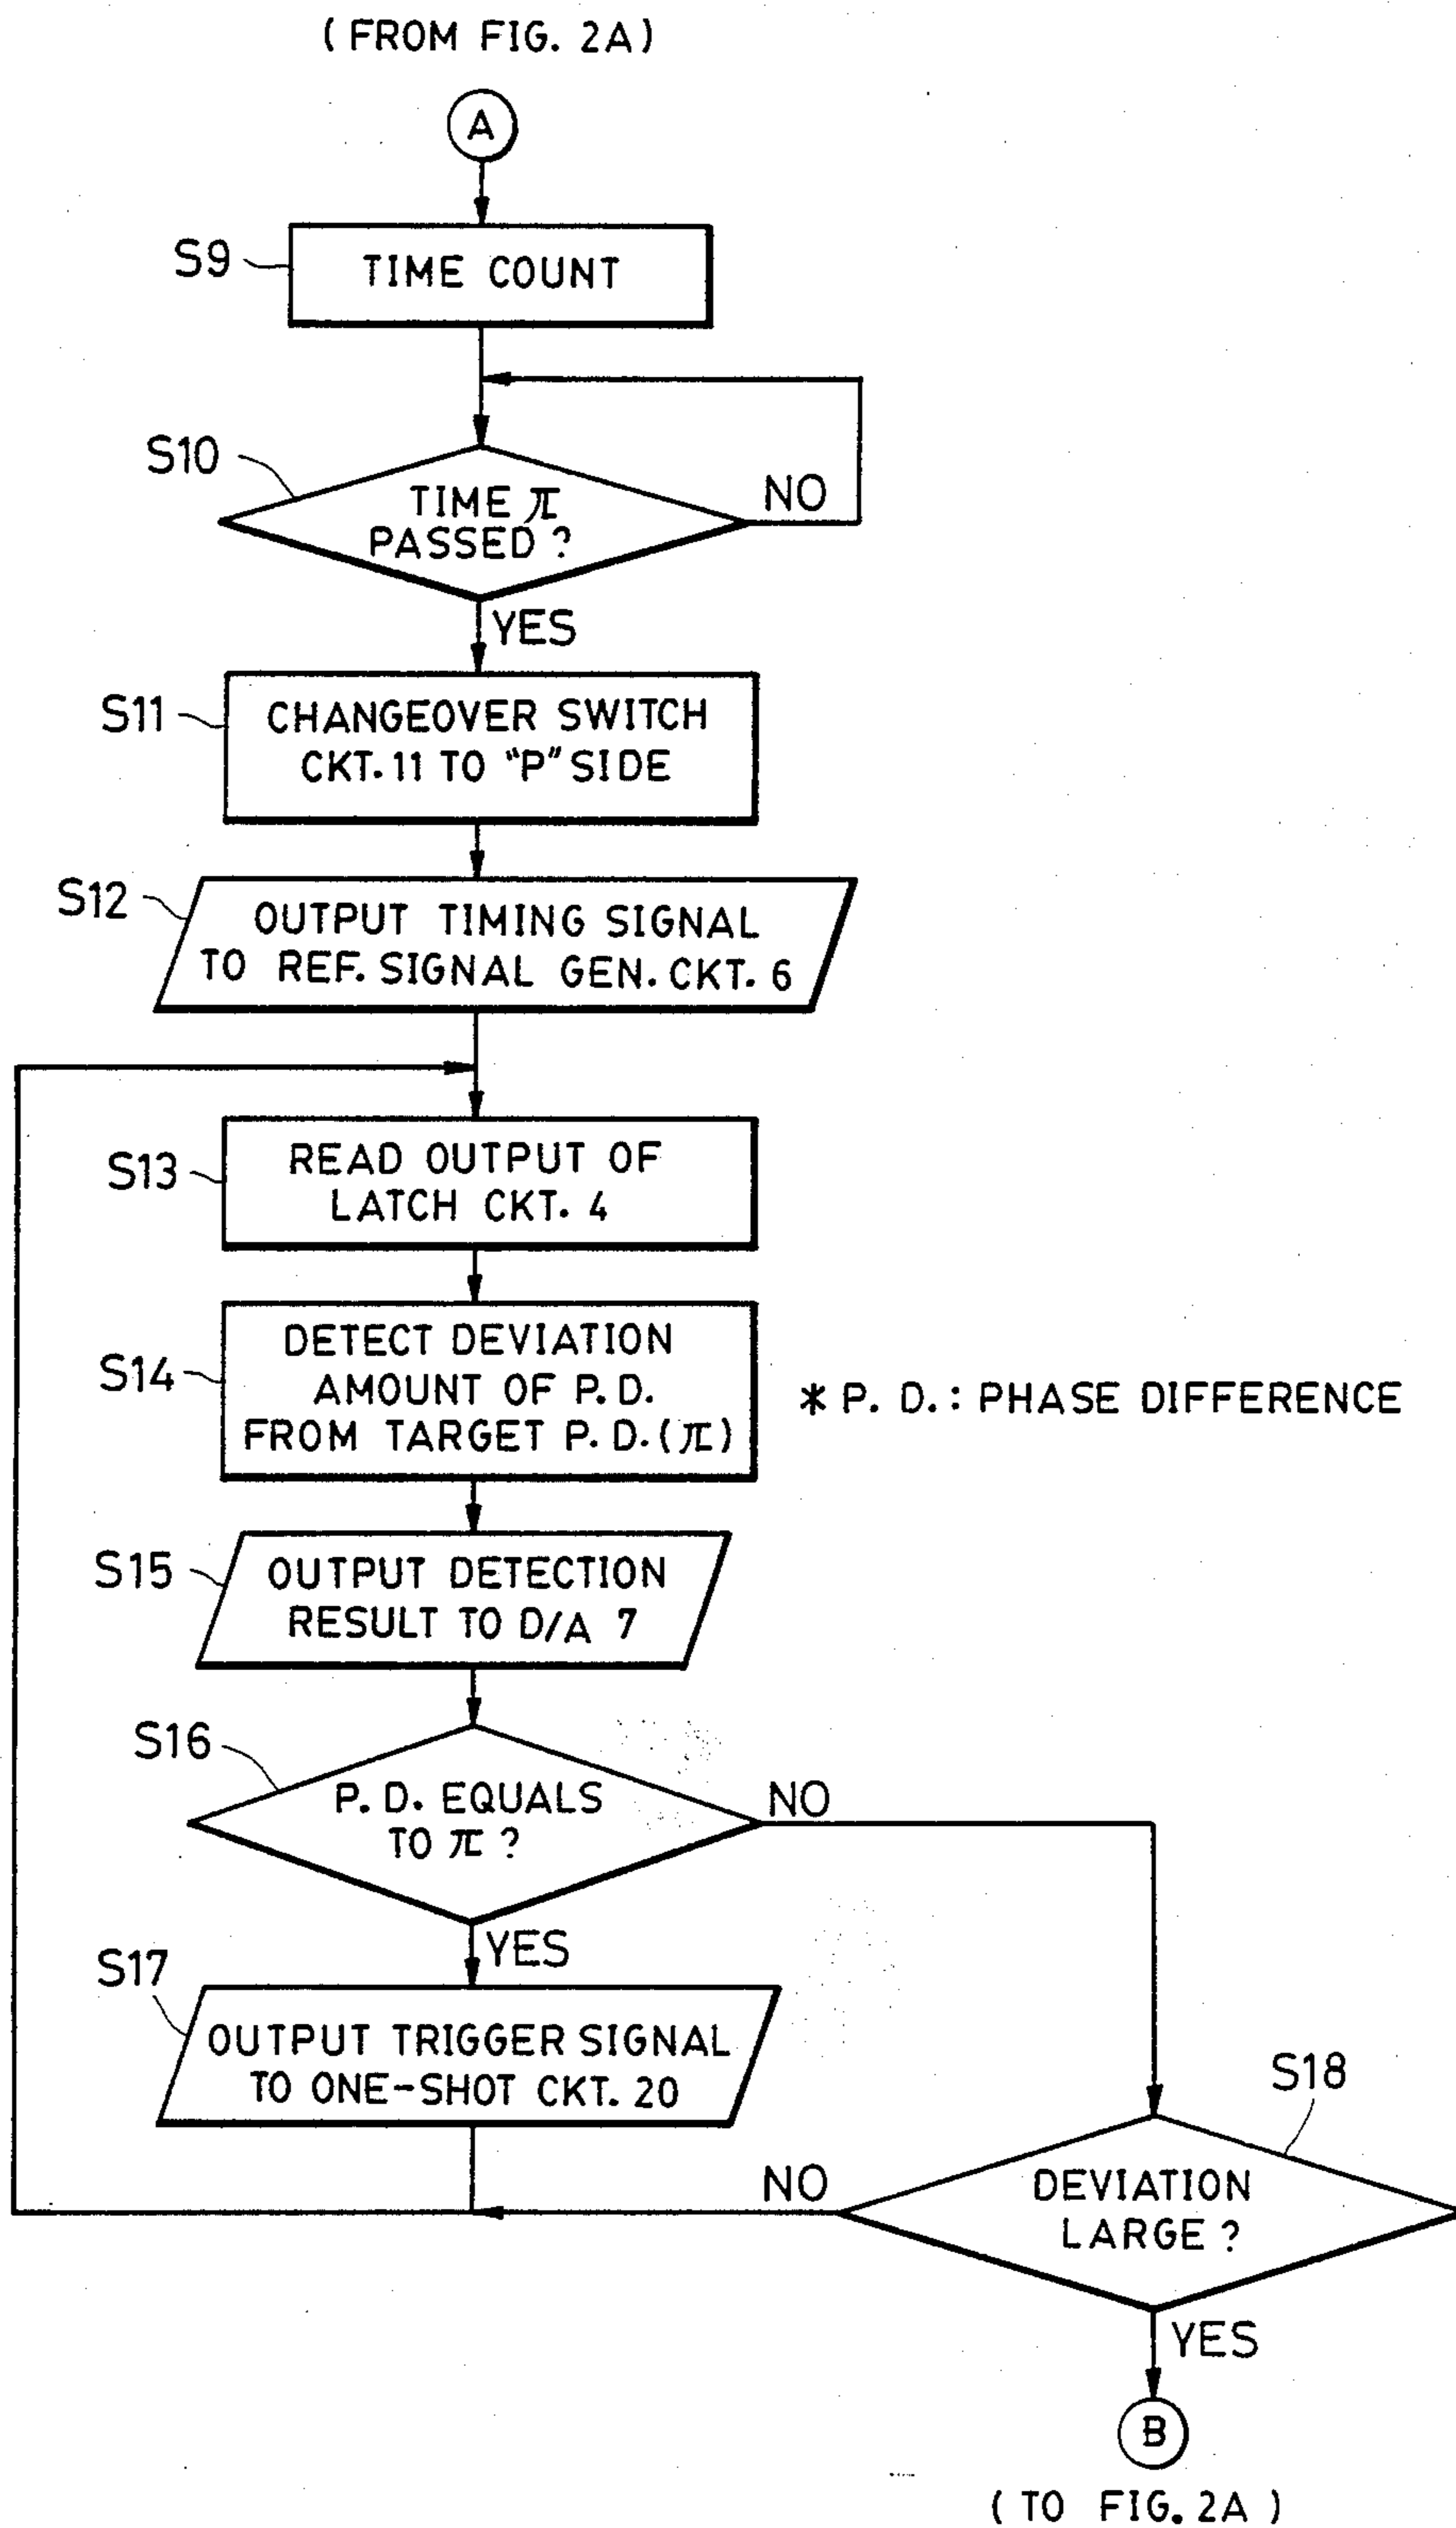 ( FROM FIG. 2A )
A
S9
TIME COUNT
S10
TIME π
PASSED ?
NO
YES
S11
CHANGEOVER SWITCH
CKT. 11 TO "P" SIDE
S12
OUTPUT TIMING SIGNAL
TO REF. SIGNAL GEN. CKT. 6
S13
READ OUTPUT OF
LATCH CKT. 4
S14
DETECT DEVIATION
AMOUNT OF P. D.
FROM TARGET P. D. (π)
* P. D. : PHASE DIFFERENCE
S15
OUTPUT DETECTION
RESULT TO D/A 7
S16
P. D. EQUALS
TO π ?
NO
YES
S17
OUTPUT TRIGGER SIGNAL
TO ONE-SHOT CKT. 20
S18
DEVIATION
LARGE ?
NO
YES
B
( TO FIG. 2A )